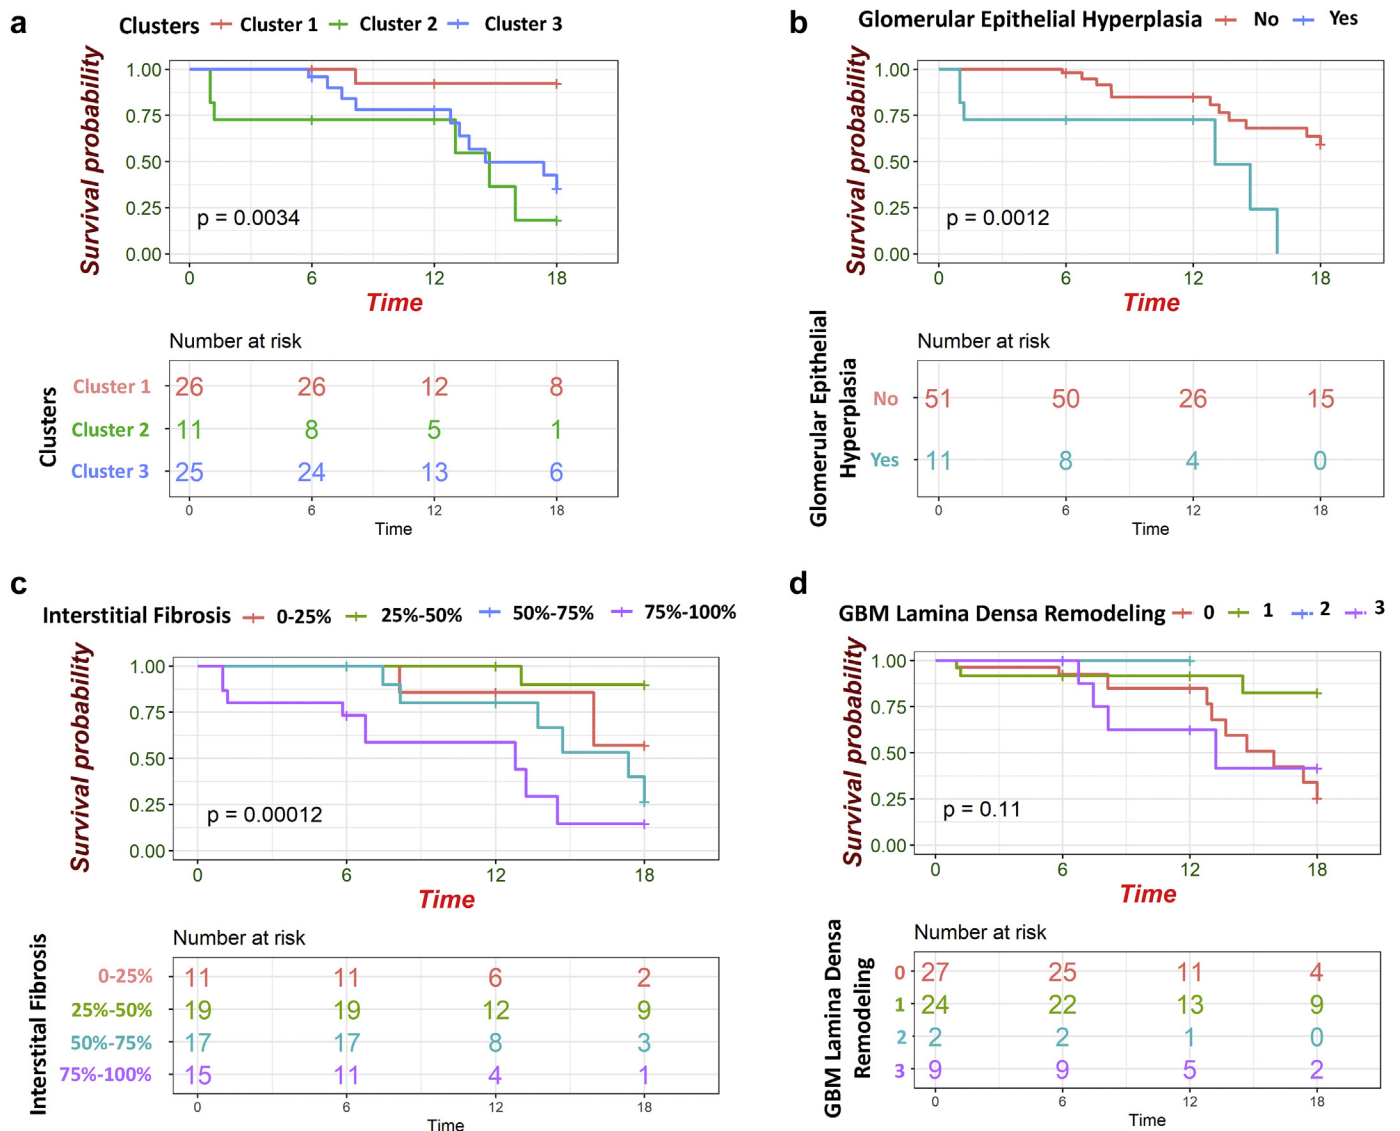 a
Clusters Cluster 1 Cluster 2 Cluster 3
Survival probability
1.00
0.75
0.50
0.25
0.00
p = 0.0034
0 6 12 18
Time
Number at risk
Clusters
Cluster 1 26 26 12 8
Cluster 2 11 8 5 1
Cluster 3 25 24 13 6
0 6 12 18
Time
b
Glomerular Epithelial Hyperplasia No Yes
Survival probability
1.00
0.75
0.50
0.25
0.00
p = 0.0012
0 6 12 18
Time
Number at risk
Glomerular Epithelial
Hyperplasia
No 51 50 26 15
Yes 11 8 4 0
0 6 12 18
Time
c
Interstitial Fibrosis 0-25% 25%-50% 50%-75% 75%-100%
Survival probability
1.00
0.75
0.50
0.25
0.00
p = 0.00012
0 6 12 18
Time
Number at risk
Interstital Fibrosis
0-25% 11 11 6 2
25%-50% 19 19 12 9
50%-75% 17 17 8 3
75%-100% 15 11 4 1
0 6 12 18
Time
d
GBM Lamina Densa Remodeling 0 1 2 3
Survival probability
1.00
0.75
0.50
0.25
0.00
p = 0.11
0 6 12 18
Time
Number at risk
GBM Lamina Densa
Remodeling
0 27 25 11 4
1 24 22 13 9
2 2 2 1 0
3 9 9 5 2
0 6 12 18
Time